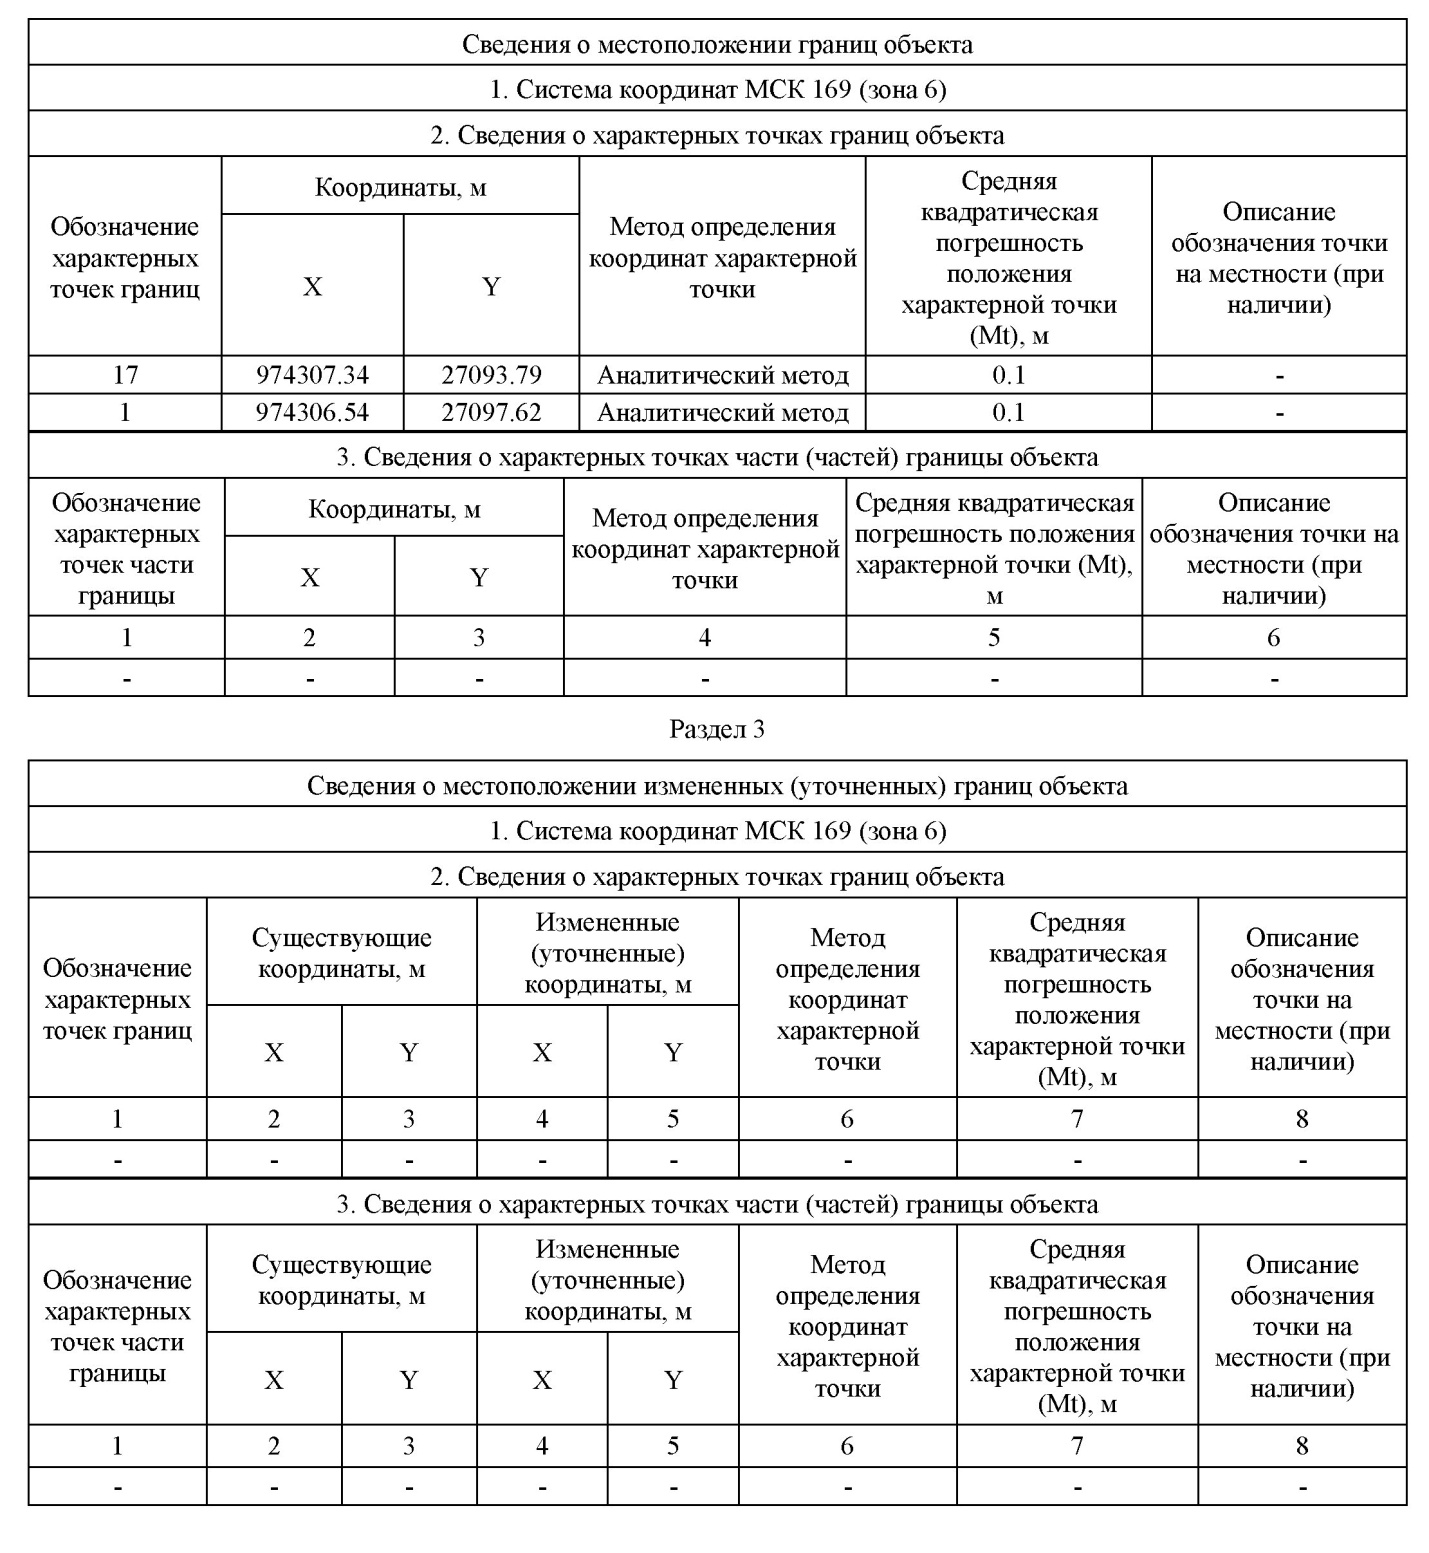 Сведения о местоположении границ объекта
1. Система координат МСК 169 (зона 6)
2. Сведения о характерных точках границ объекта
Обозначение
характерных
точек границ
Координаты, м
X
Y
Метод определения
координат характерной
точки
Средняя
квадратическая
погрешность
положения
характерной точки
(Mt), м
Описание
обозначения точки
на местности (при
наличии)
17 974307.34 27093.79 Аналитический метод 0.1 -
1 974306.54 27097.62 Аналитический метод 0.1 -
3. Сведения о характерных точках части (частей) границы объекта
Обозначение
характерных
точек части
границы
Координаты, м
X
Y
Метод определения
координат характерной
точки
Средняя квадратическая
погрешность положения
характерной точки (Mt),
м
Описание
обозначения точки на
местности (при
наличии)
1 2 3 4 5 6
- - - - - -
Раздел 3
Сведения о местоположении измененных (уточненных) границ объекта
1. Система координат МСК 169 (зона 6)
2. Сведения о характерных точках границ объекта
Обозначение
характерных
точек границ
Существующие
координаты, м
X
Y
Измененные
(уточненные)
координаты, м
X
Y
Метод
определения
координат
характерной
точки
Средняя
квадратическая
погрешность
положения
характерной точки
(Mt), м
Описание
обозначения
точки на
местности (при
наличии)
1 2 3 4 5 6 7 8
- - - - - - - -
3. Сведения о характерных точках части (частей) границы объекта
Обозначение
характерных
точек части
границы
Существующие
координаты, м
X
Y
Измененные
(уточненные)
координаты, м
X
Y
Метод
определения
координат
характерной
точки
Средняя
квадратическая
погрешность
положения
характерной точки
(Mt), м
Описание
обозначения
точки на
местности (при
наличии)
1 2 3 4 5 6 7 8
- - - - - - - -